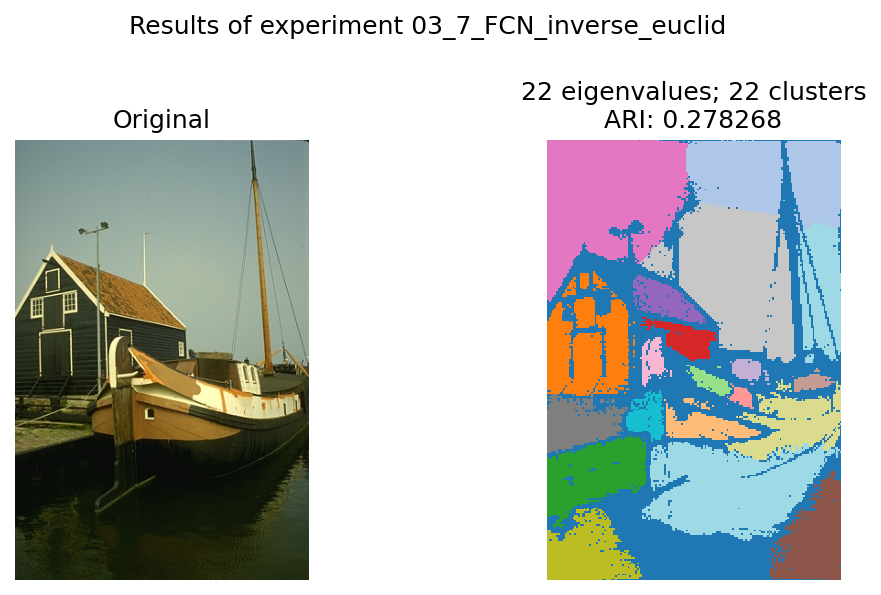 Results of experiment 03_7_FCN_inverse_euclid
Original
22 eigenvalues; 22 clusters
ARI: 0.278268